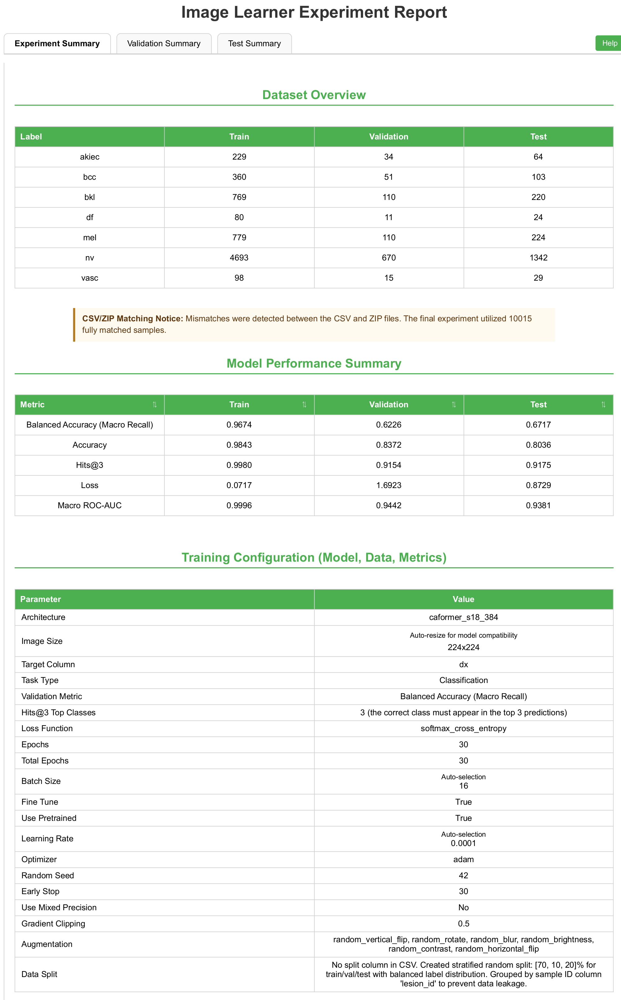 Image Learner Experiment Report
Experiment Summary Validation Summary Test Summary Help
Dataset Overview
Label Train Validation Test
akiec 229 34 64
bcc 360 51 103
bkl 769 110 220
df 80 11 24
mel 779 110 224
nv 4693 670 1342
vasc 98 15 29
CSV/ZIP Matching Notice: Mismatches were detected between the CSV and ZIP files. The final experiment utilized 10015
fully matched samples.
Model Performance Summary
Metric Train Validation Test
Balanced Accuracy (Macro Recall) 0.9674 0.6226 0.6717
Accuracy 0.9843 0.8372 0.8036
Hits@3 0.9980 0.9154 0.9175
Loss 0.0717 1.6923 0.8729
Macro ROC-AUC 0.9996 0.9442 0.9381
Training Configuration (Model, Data, Metrics)
Parameter Value
Architecture caformer_s18_384
Image Size Auto-resize for model compatibility
224x224
Target Column dx
Task Type Classification
Validation Metric Balanced Accuracy (Macro Recall)
Hits@3 Top Classes 3 (the correct class must appear in the top 3 predictions)
Loss Function softmax_cross_entropy
Epochs 30
Total Epochs 30
Batch Size Auto-selection
16
Fine Tune True
Use Pretrained True
Learning Rate Auto-selection
0.0001
Optimizer adam
Random Seed 42
Early Stop 30
Use Mixed Precision No
Gradient Clipping 0.5
Augmentation random_vertical_flip, random_rotate, random_blur, random_brightness,
random_contrast, random_horizontal_flip
Data Split No split column in CSV. Created stratified random split: [70, 10, 20]% for
train/val/test with balanced label distribution. Grouped by sample ID column
'lesion_id' to prevent data leakage.